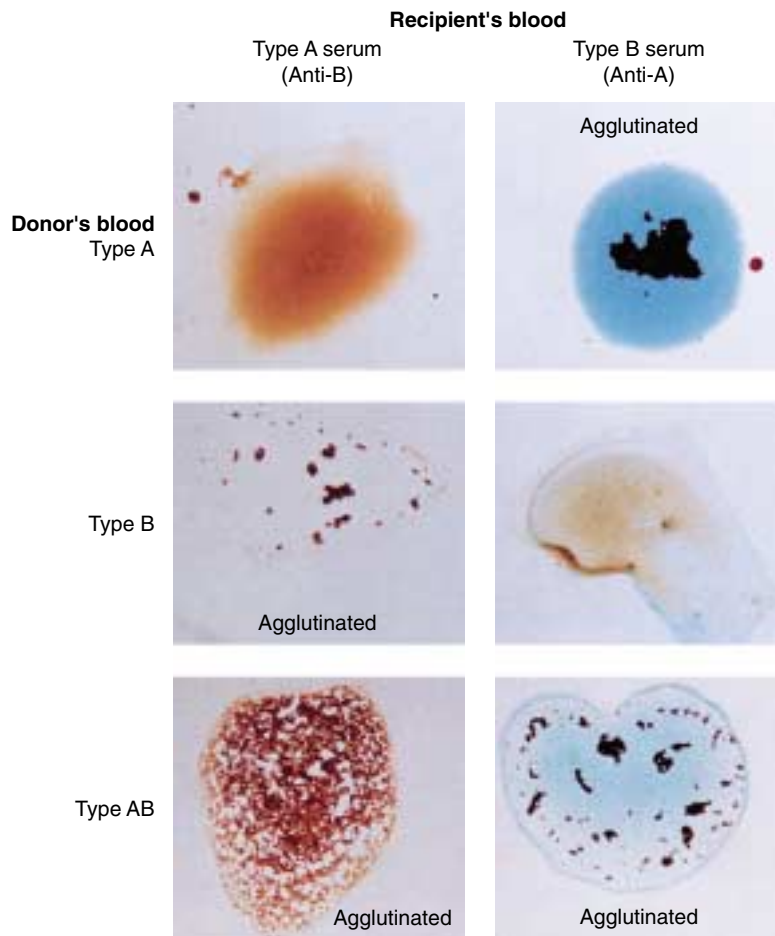 Recipient's blood
Type A serum
(Anti-B)
Type B serum
(Anti-A)
Agglutinated
Donor's blood
Type A
Type B
Agglutinated
Type AB
Agglutinated
Agglutinated